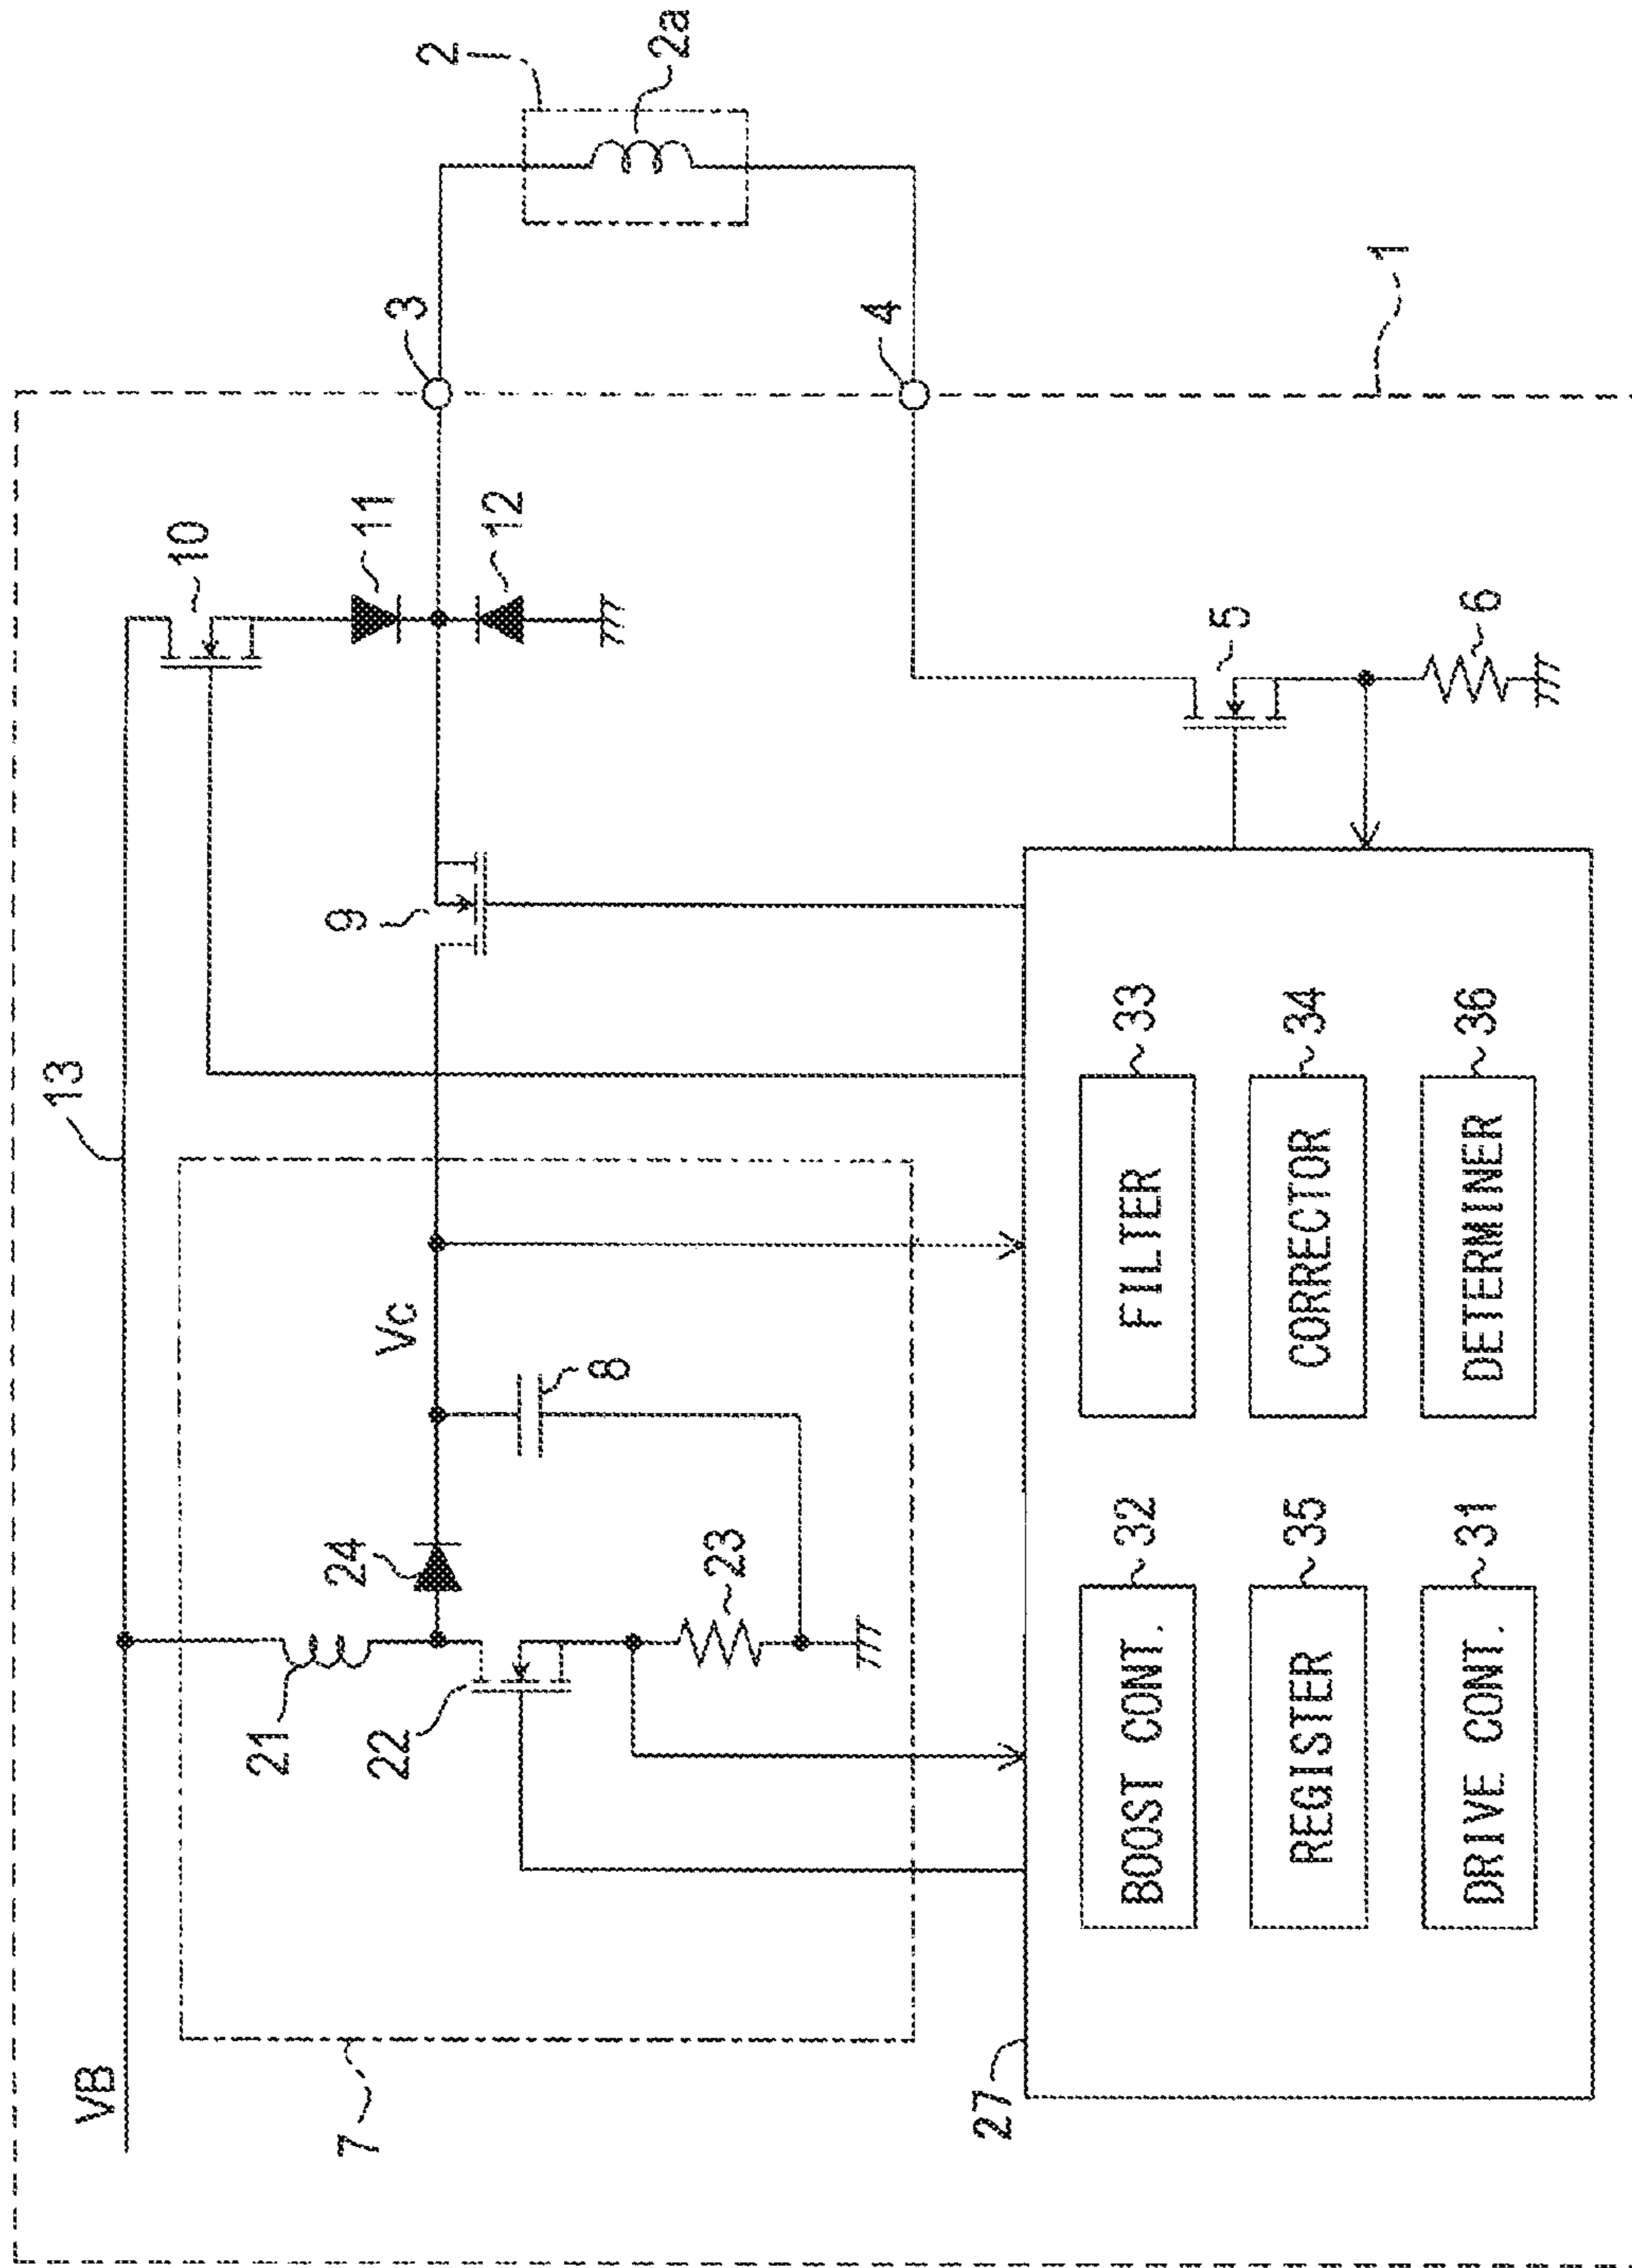 VB
13
10
11
12
3
2
2a
4
1
7
21
22
24
23
Vc
8
9
5
6
27
BOOST CONT.
32
FILTER
33
REGISTER
35
CORRECTOR
34
DRIVE CONT.
31
DETERMINER
36